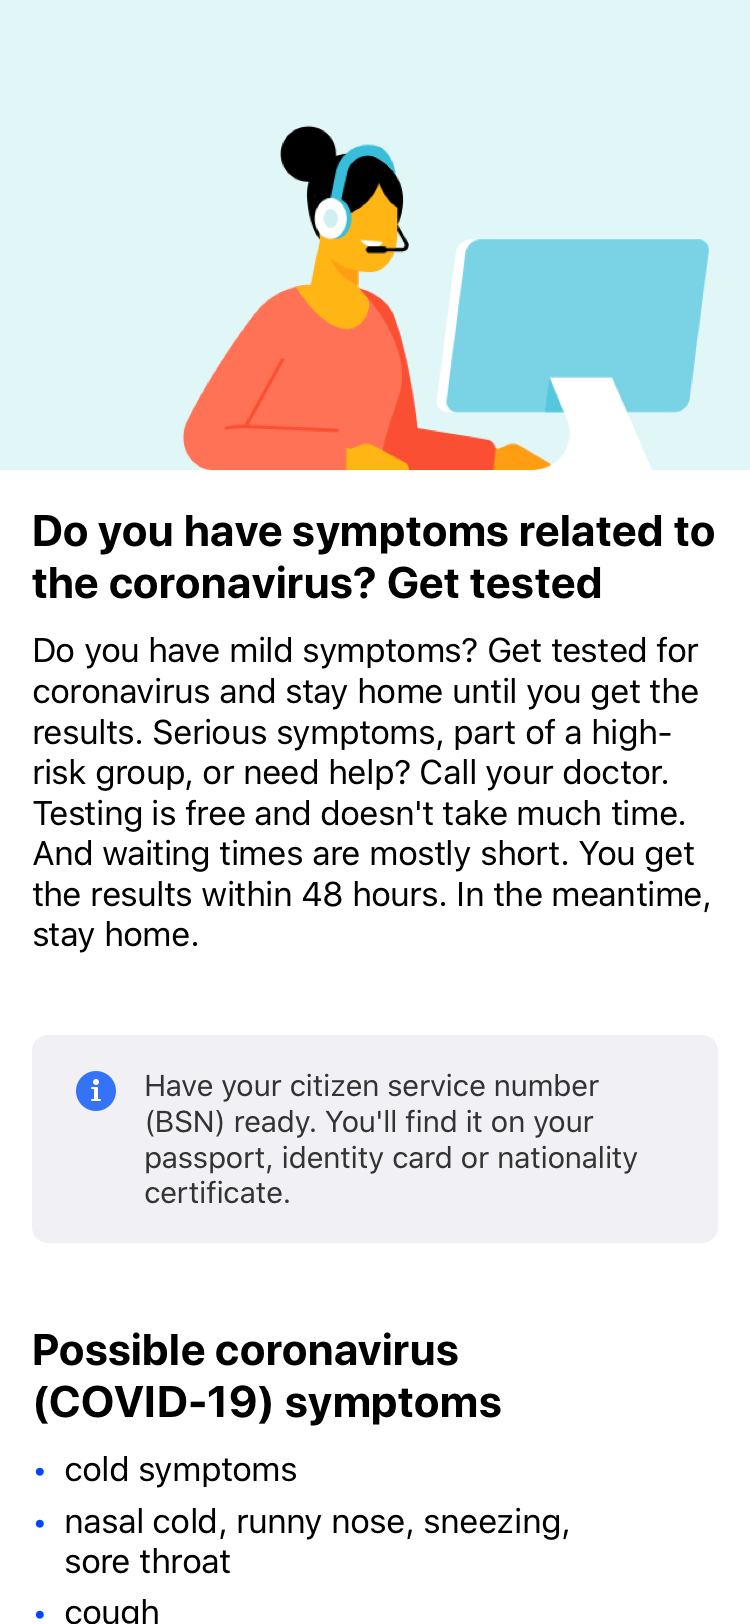 Do you have symptoms related to
the coronavirus? Get tested
Do you have mild symptoms? Get tested for
coronavirus and stay home until you get the
results. Serious symptoms, part of a high-
risk group, or need help? Call your doctor.
Testing is free and doesn't take much time.
And waiting times are mostly short. You get
the results within 48 hours. In the meantime,
stay home.
Have your citizen service number
(BSN) ready. You'll find it on your
passport, identity card or nationality
certificate.
Possible coronavirus
(COVID-19) symptoms
• cold symptoms
• nasal cold, runny nose, sneezing,
sore throat
• cough